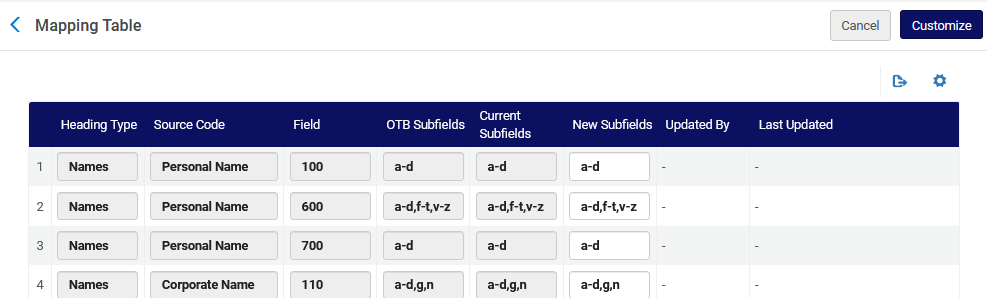 Mapping Table
Cancel
Customize
Heading Type Source Code Field OTB Subfields Current Subfields New Subfields Updated By Last Updated
1 Names Personal Name 100 a-d a-d a-d - -
2 Names Personal Name 600 a-d,f-t,v-z a-d,f-t,v-z a-d,f-t,v-z - -
3 Names Personal Name 700 a-d a-d a-d - -
4 Names Corporate Name 110 a-d,g,n a-d,g,n a-d,g,n - -